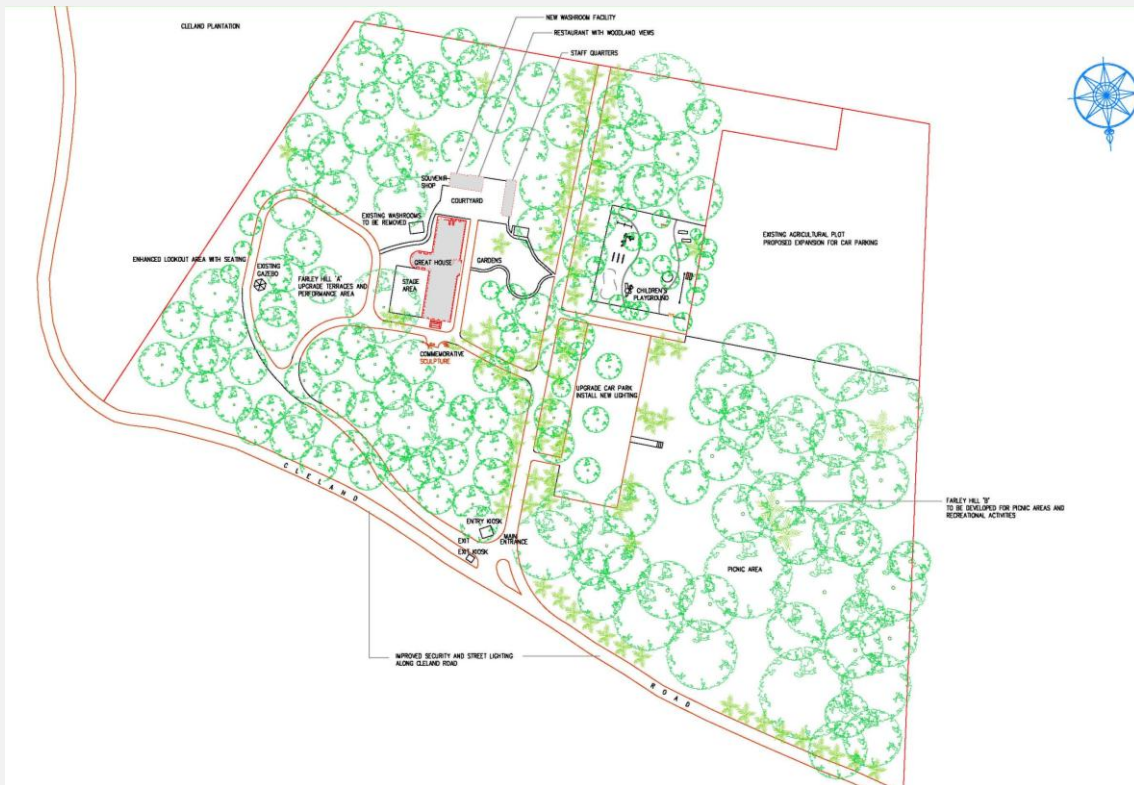 CLELAND PLANTATION
NEW WASHROOM FACILITY
RESTAURANT WITH WOODLAND VIEWS
STAFF QUARTERS
SOUVENIR
SHOP
COURTYARD
EXISTING WASHROOMS
TO BE REMOVED
EXISTING AGRICULTURAL PLOT
PROPOSED EXPANSION FOR CAR PARKING
ENHANCED LOOKOUT AREA WITH SEATING
EXISTING
GAZEBO
GREAT HOUSE
GARDENS
FARLEY HILL "A"
UPGRADE TERRACES AND
PERFORMANCE AREA
STAGE
AREA
CHILDREN'S
PLAYGROUND
COMMEMORATIVE
SCULPTURE
UPGRADE CAR PARK
INSTALL NEW LIGHTING
CLELAND
ENTRY KIOSK
EXIT
MAIN
ENTRANCE
EXIT KIOSK
FARLEY HILL "B"
TO BE DEVELOPED FOR PICNIC AREAS AND
RECREATIONAL ACTIVITIES
PICNIC AREA
IMPROVED SECURITY AND STREET LIGHTING
ALONG CLELAND ROAD
ROAD